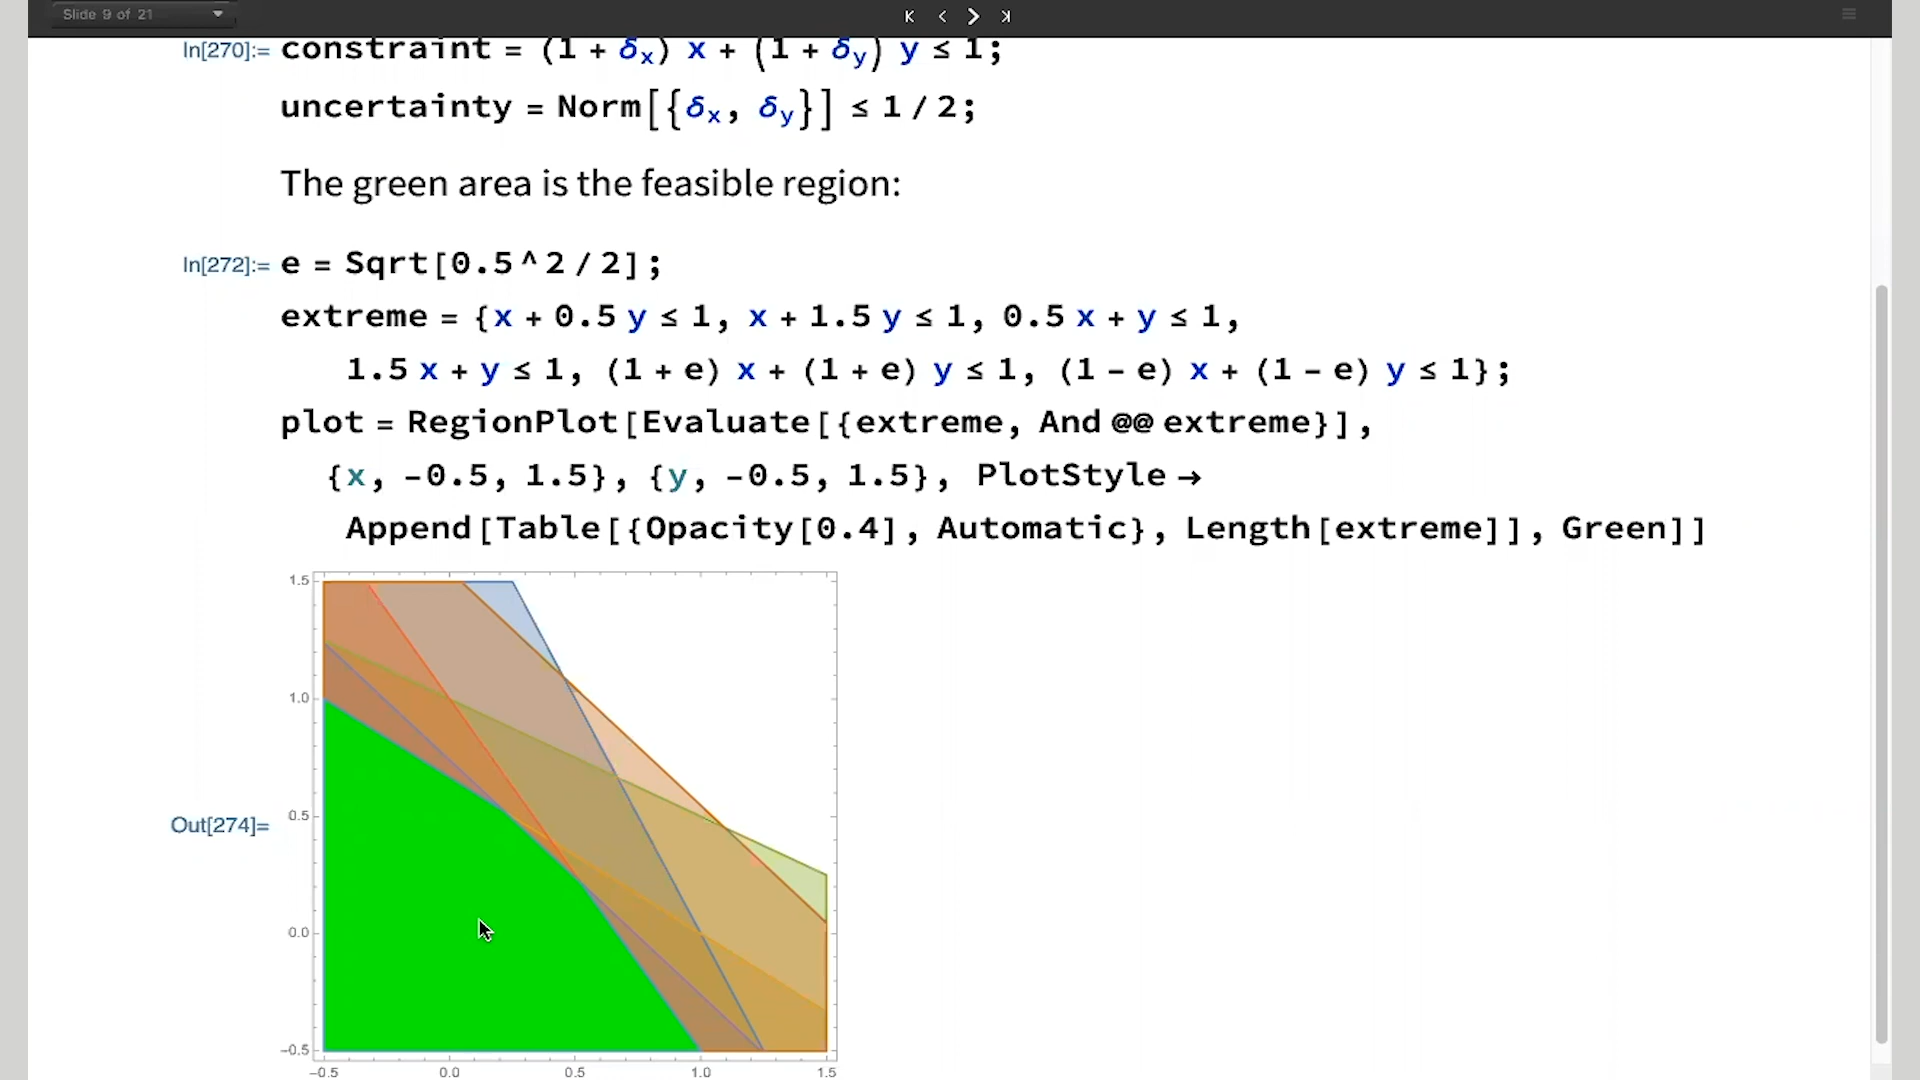 Slide 9 of 21
In[270]:= constraint = (1 + δx) x + (1 + δy) y ≤ 1;
uncertainty = Norm[{δx, δy}] ≤ 1 / 2;
The green area is the feasible region:
In[272]:= e = Sqrt[0.5^2 / 2];
extreme = {x + 0.5 y ≤ 1, x + 1.5 y ≤ 1, 0.5 x + y ≤ 1,
1.5 x + y ≤ 1, (1 + e) x + (1 + e) y ≤ 1, (1 - e) x + (1 - e) y ≤ 1};
plot = RegionPlot[Evaluate[{extreme, And @@ extreme}],
{x, -0.5, 1.5}, {y, -0.5, 1.5}, PlotStyle →
Append[Table[{Opacity[0.4], Automatic}, Length[extreme]], Green]]
1.5
1.0
0.5
Out[274]=
0.0
-0.5
-0.5 0.0 0.5 1.0 1.5